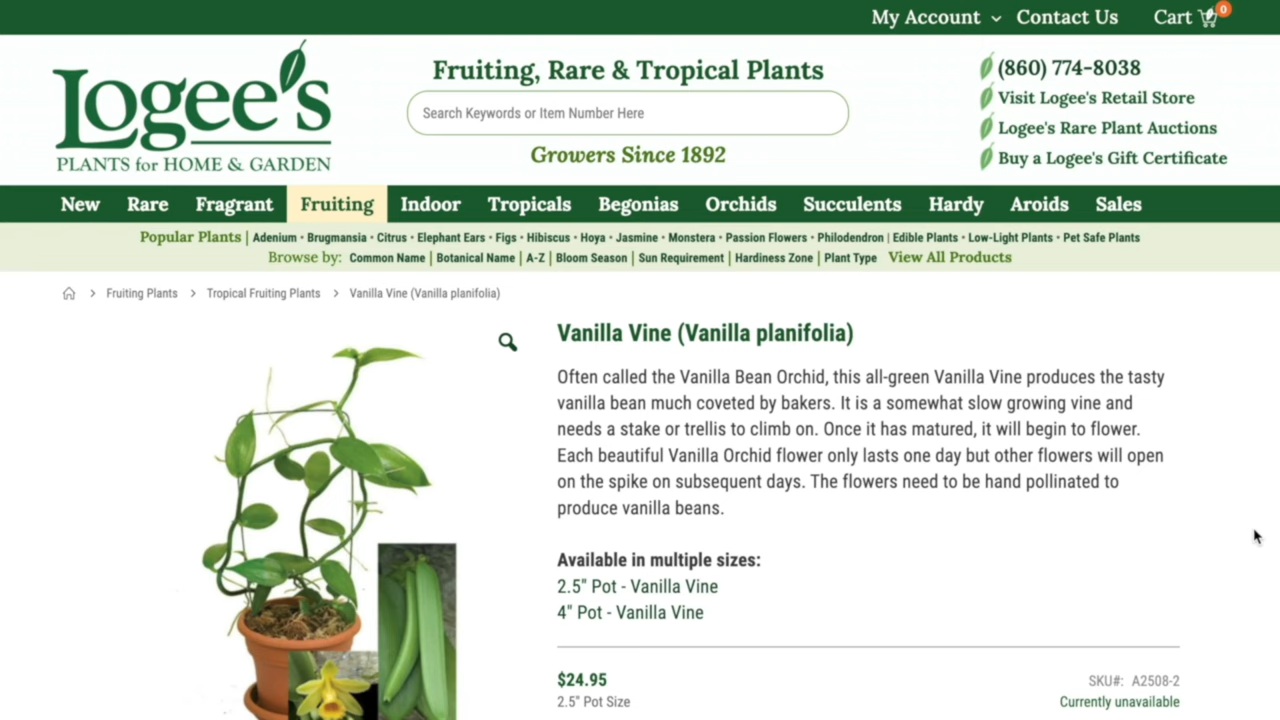 My Account Contact Us Cart 0
Logee's
PLANTS for HOME & GARDEN
Fruiting, Rare & Tropical Plants
Search Keywords or Item Number Here
Growers Since 1892
(860) 774-8038
Visit Logee's Retail Store
Logee's Rare Plant Auctions
Buy a Logee's Gift Certificate
New Rare Fragrant Fruiting Indoor Tropicals Begonias Orchids Succulents Hardy Aroids Sales
Popular Plants | Adenium • Brugmansia • Citrus • Elephant Ears • Figs • Hibiscus • Hoya • Jasmine • Monstera • Passion Flowers • Philodendron | Edible Plants • Low-Light Plants • Pet Safe Plants
Browse by: Common Name | Botanical Name | A-Z | Bloom Season | Sun Requirement | Hardiness Zone | Plant Type View All Products
> Fruiting Plants > Tropical Fruiting Plants > Vanilla Vine (Vanilla planifolia)
Vanilla Vine (Vanilla planifolia)
Often called the Vanilla Bean Orchid, this all-green Vanilla Vine produces the tasty
vanilla bean much coveted by bakers. It is a somewhat slow growing vine and
needs a stake or trellis to climb on. Once it has matured, it will begin to flower.
Each beautiful Vanilla Orchid flower only lasts one day but other flowers will open
on the spike on subsequent days. The flowers need to be hand pollinated to
produce vanilla beans.
Available in multiple sizes:
2.5" Pot - Vanilla Vine
4" Pot - Vanilla Vine
$24.95 SKU#: A2508-2
2.5" Pot Size Currently unavailable